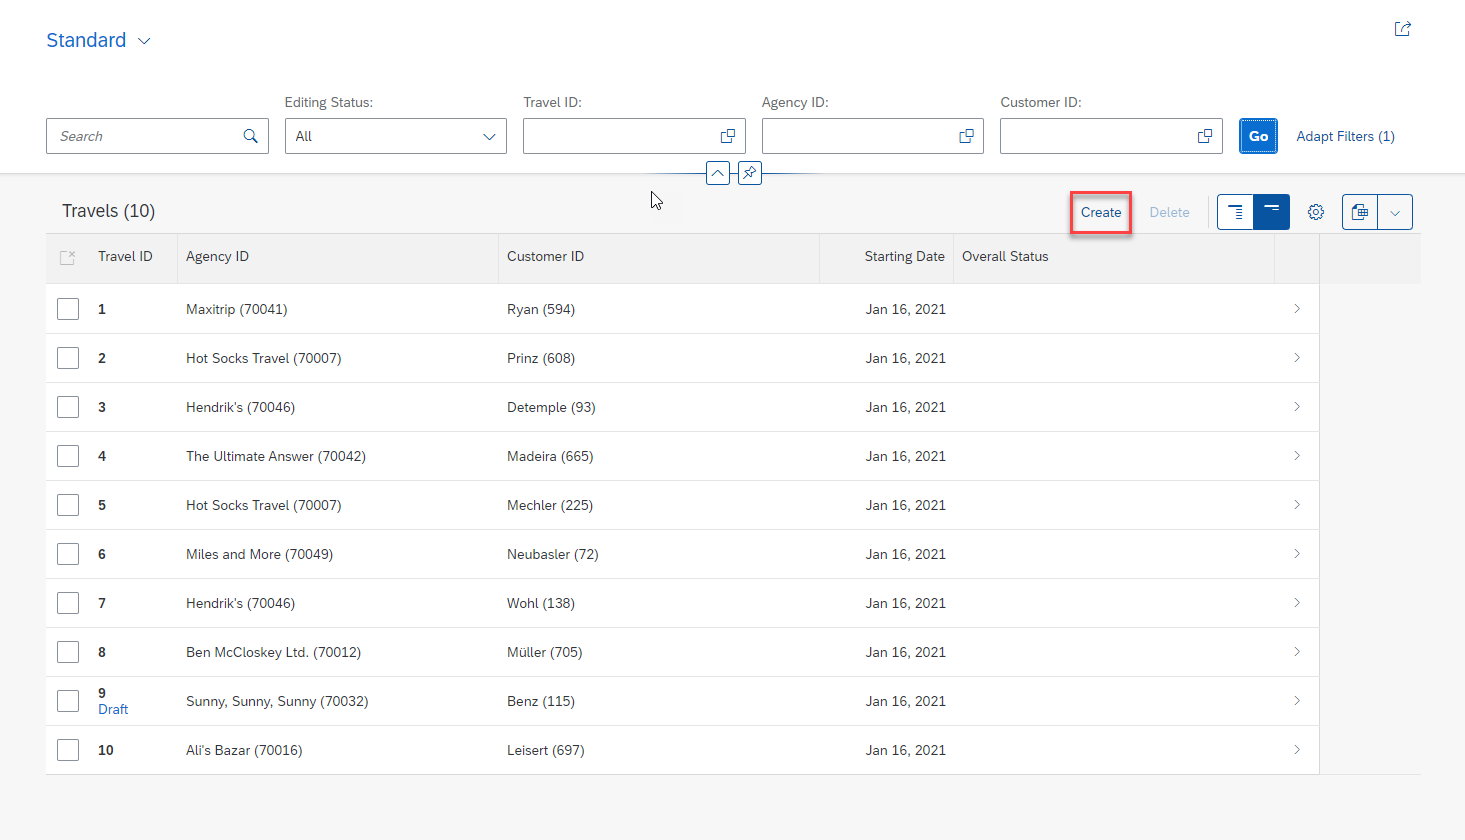 Standard
Editing Status:
Travel ID:
Agency ID:
Customer ID:
Search
All
Go
Adapt Filters (1)
Travels (10)
Create
Delete
Travel ID Agency ID Customer ID Starting Date Overall Status
1 Maxitrip (70041) Ryan (594) Jan 16, 2021
2 Hot Socks Travel (70007) Prinz (608) Jan 16, 2021
3 Hendrik's (70046) Detemple (93) Jan 16, 2021
4 The Ultimate Answer (70042) Madeira (665) Jan 16, 2021
5 Hot Socks Travel (70007) Mechler (225) Jan 16, 2021
6 Miles and More (70049) Neubasler (72) Jan 16, 2021
7 Hendrik's (70046) Wohl (138) Jan 16, 2021
8 Ben McCloskey Ltd. (70012) Müller (705) Jan 16, 2021
9
Draft
Sunny, Sunny, Sunny (70032) Benz (115) Jan 16, 2021
10 Ali's Bazar (70016) Leisert (697) Jan 16, 2021